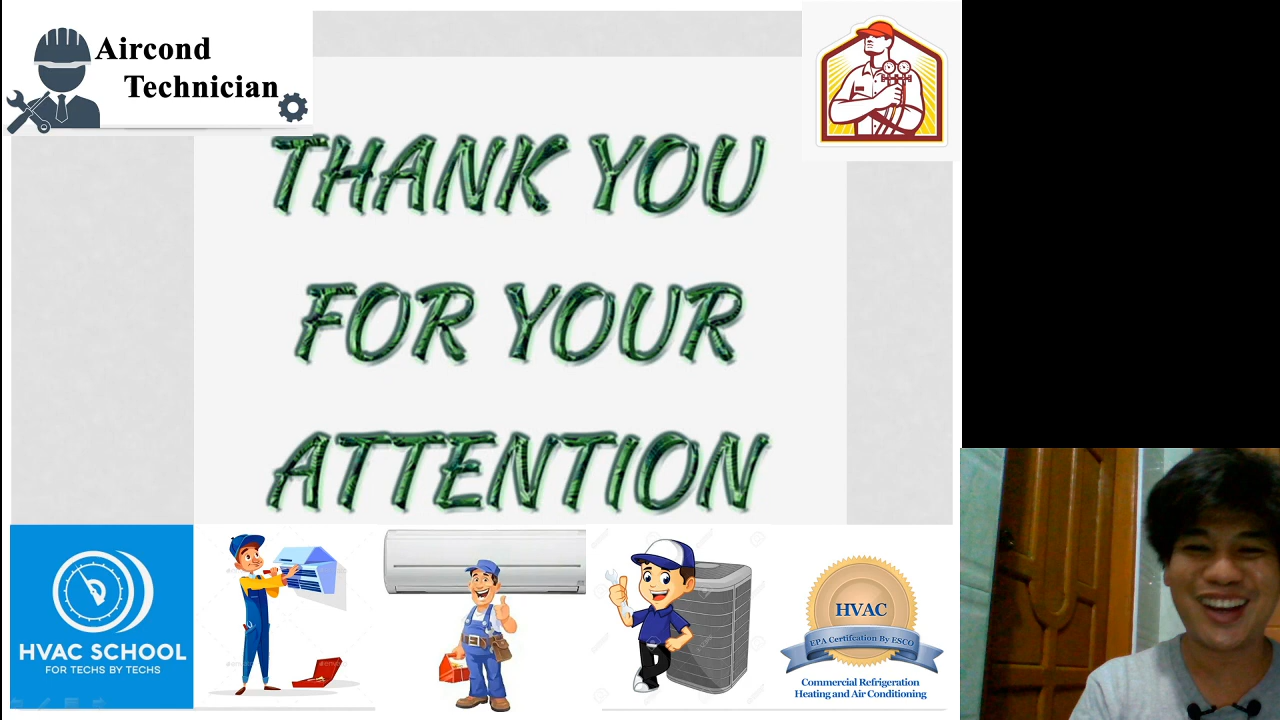 Aircond
Technician
THANK YOU
FOR YOUR
ATTENTION
HVAC SCHOOL
FOR TECHS BY TECHS
HVAC
EPA Certifcation By ESCO
Commercial Refrigeration
Heating and Air Conditioning